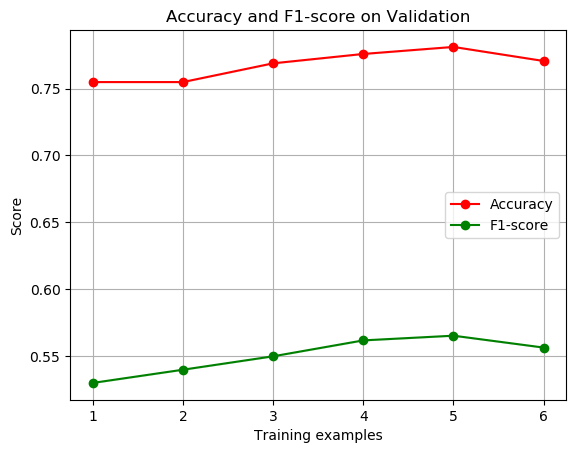 Accuracy and F1-score on Validation
Score
0.75
0.70
0.65
0.60
0.55
Accuracy
F1-score
1 2 3 4 5 6
Training examples